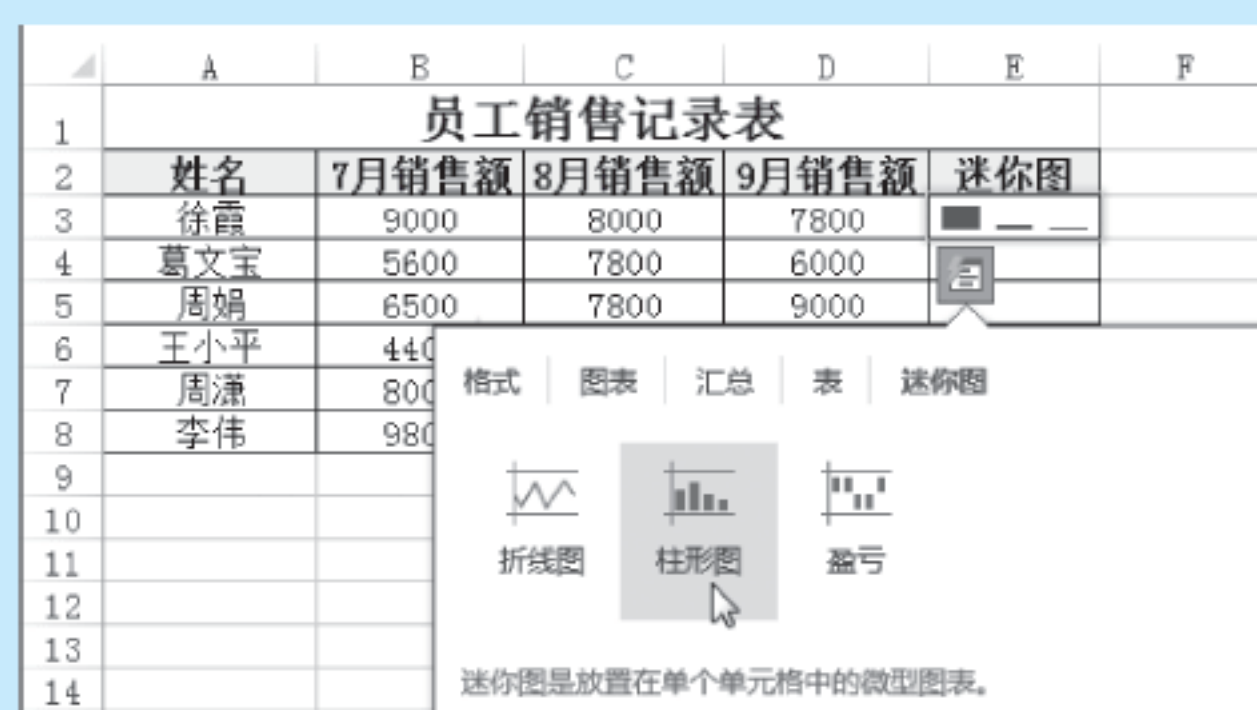 A B C D E F
1 员工销售记录表
2 姓名 7月销售额 8月销售额 9月销售额 迷你图
3 徐霞 9000 8000 7800
4 葛文宝 5600 7800 6000
5 周娟 6500 7800 9000
6 王小平 440
7 周潇 800
8 李伟 980
9
10
11
12
13
14
格式 图表 汇总 表 迷你图
折线图 柱形图 盈亏
迷你图是放置在单个单元格中的微型图表。